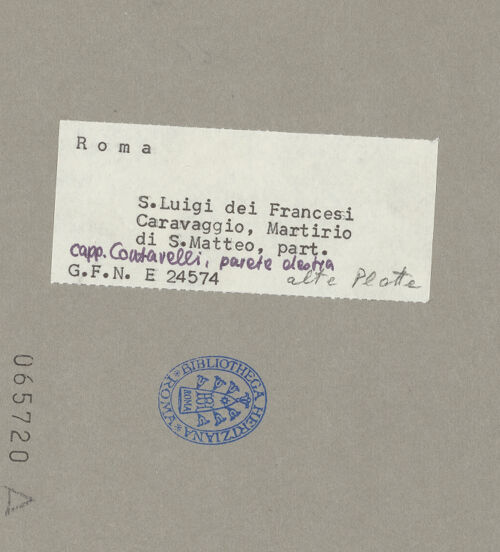 Roma
S.Luigi dei Francesi
Caravaggio, Martirio
di S.Matteo, part.
capp. Contarelli, parete destra
G.F.N. E 24574
alte Platte
BIBLIOTHECA HERTZIANA * ROMA *
ROMA
065720 A